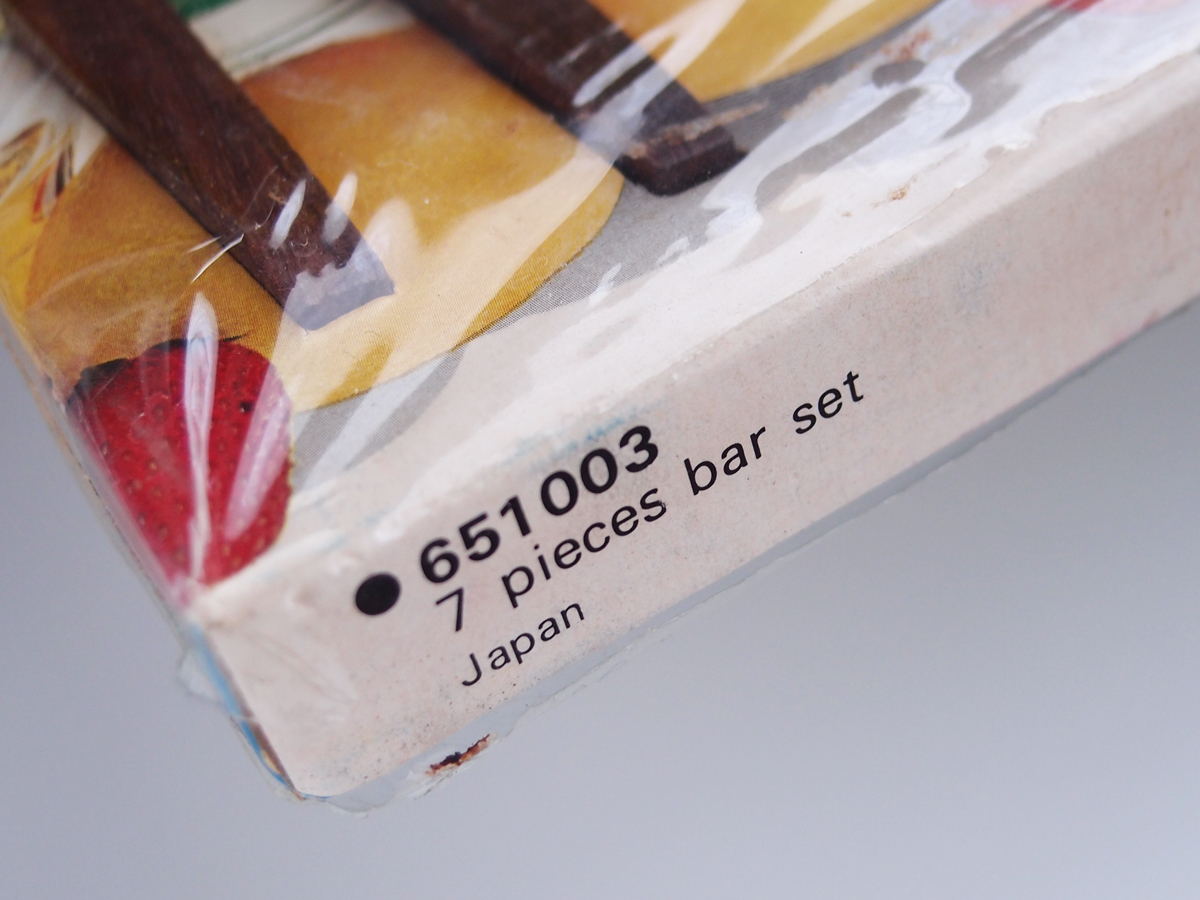 ● 651003
7 pieces bar set
Japan